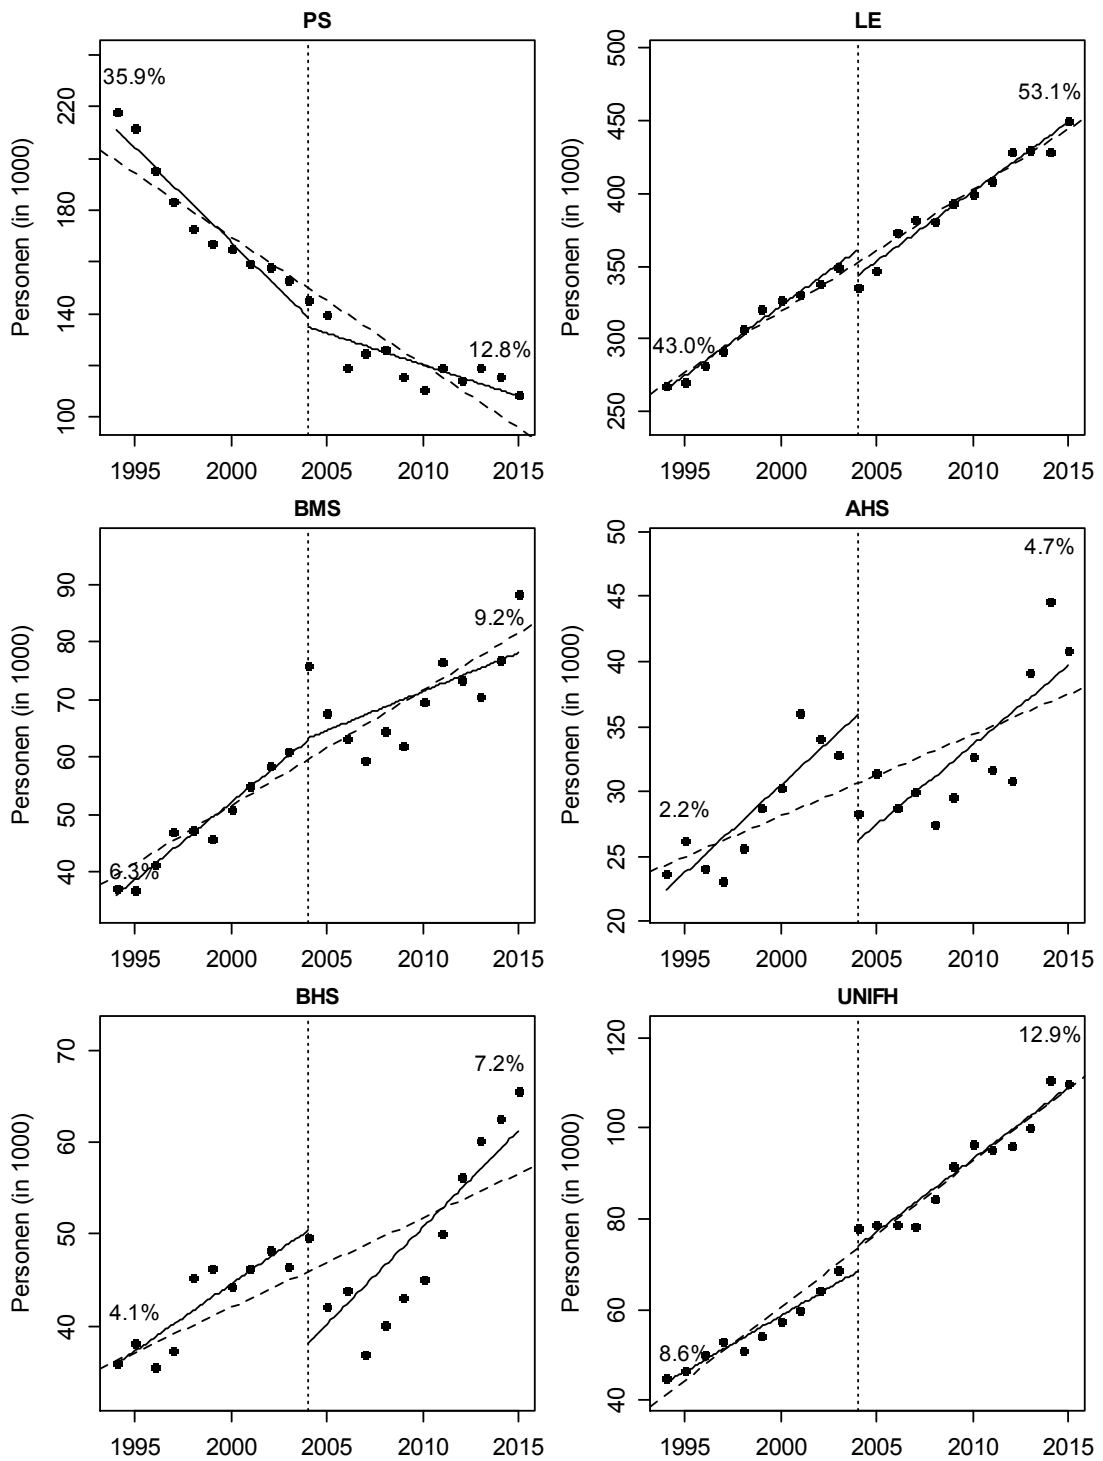 PS
Personen (in 1000)
220
180
140
100
35.9%
12.8%
1995 2000 2005 2010 2015
LE
Personen (in 1000)
500
450
400
350
300
250
53.1%
43.0%
1995 2000 2005 2010 2015
BMS
Personen (in 1000)
90
80
70
60
50
40
9.2%
6.3%
1995 2000 2005 2010 2015
AHS
Personen (in 1000)
50
45
40
35
30
25
20
4.7%
2.2%
1995 2000 2005 2010 2015
BHS
Personen (in 1000)
70
60
50
40
7.2%
4.1%
1995 2000 2005 2010 2015
UNIFH
Personen (in 1000)
120
100
80
60
40
12.9%
8.6%
1995 2000 2005 2010 2015